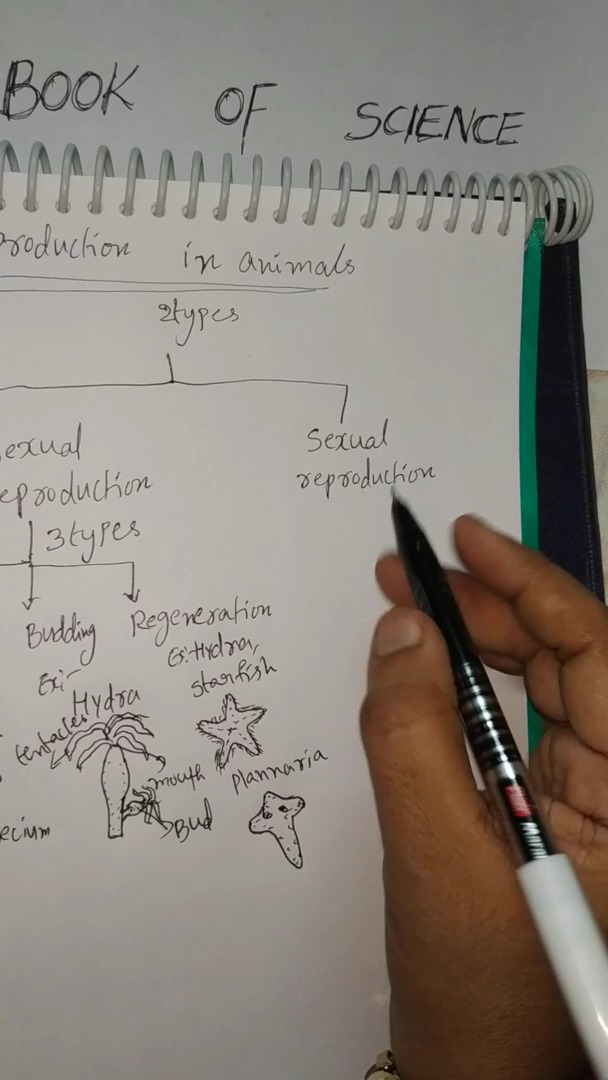 BOOK OF SCIENCE
production in animals
2types
exual
eproduction
Sexual
reproduction
3types
Budding
Regeneration
Ex:-
Hydra
Ex:Hydra,
starfish
tentacles
mouth
Bud
plannaria
ecium